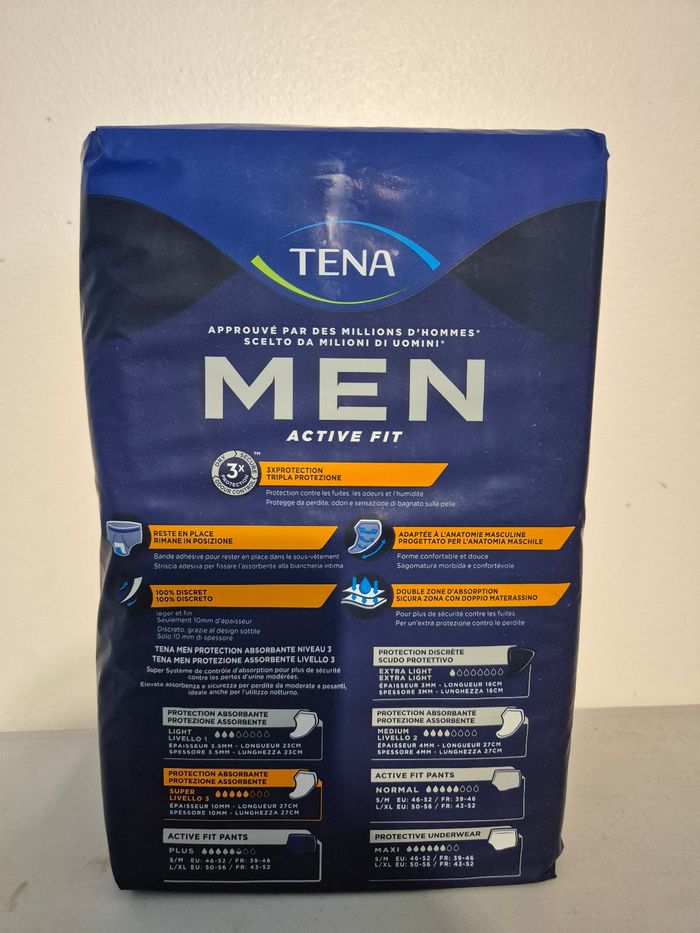 TENA
APPROUVÉ PAR DES MILLIONS D'HOMMES*
SCELTO DA MILIONI DI UOMINI*
MEN
ACTIVE FIT
DRY SECURE ODOUR CONTROL
3X
PROTECTION
TM
3XPROTECTION
TRIPLA PROTEZIONE
Protection contre les fuites, les odeurs et l'humidité
Protegge da perdite, odori e sensazione di bagnato sulla pelle.
RESTE EN PLACE
RIMANE IN POSIZIONE
Bande adhésive pour rester en place dans le sous-vêtement
Striscia adesiva per fissare l'assorbente alla biancheria intima
ADAPTÉE À L'ANATOMIE MASCULINE
PROGETTATO PER L'ANATOMIA MASCHILE
Forme confortable et douce
Sagomatura morbida e confortevole
100% DISCRET
100% DISCRETO
léger et fin
Seulement 10mm d'épaisseur
Discreto, grazie al design sottile
Solo 10 mm di spessore
DOUBLE ZONE D'ABSORPTION
SICURA ZONA CON DOPPIO MATERASSINO
Pour plus de sécurité contre les fuites
Per un'extra protezione contro le perdite
TENA MEN PROTECTION ABSORBANTE NIVEAU 3
TENA MEN PROTEZIONE ASSORBENTE LIVELLO 3
Super Système de contrôle d'absorption pour plus de sécurité
contre les pertes d'urine modérées.
Elevata assorbenza e sicurezza per perdite da moderate a pesanti,
ideale anche per l'utilizzo notturno.
PROTECTION DISCRÈTE
SCUDO PROTETTIVO
EXTRA LIGHT
EXTRA LIGHT
ÉPAISSEUR 3MM - LONGUEUR 18CM
SPESSORE 3MM - LUNGHEZZA 18CM
PROTECTION ABSORBANTE
PROTEZIONE ASSORBENTE
LIGHT
LIVELLO 1
ÉPAISSEUR 3.5MM - LONGUEUR 23CM
SPESSORE 3.5MM - LUNGHEZZA 23CM
PROTECTION ABSORBANTE
PROTEZIONE ASSORBENTE
MEDIUM
LIVELLO 2
ÉPAISSEUR 4MM - LONGUEUR 27CM
SPESSORE 4MM - LUNGHEZZA 27CM
PROTECTION ABSORBANTE
PROTEZIONE ASSORBENTE
SUPER
LIVELLO 3
ÉPAISSEUR 10MM - LONGUEUR 27CM
SPESSORE 10MM - LUNGHEZZA 27CM
ACTIVE FIT PANTS
NORMAL
S/M EU: 46-52 / FR: 39-46
L/XL EU: 50-56 / FR: 43-52
ACTIVE FIT PANTS
PLUS
S/M EU: 46-52 / FR: 39-46
L/XL EU: 50-56 / FR: 43-52
PROTECTIVE UNDERWEAR
MAXI
S/M EU: 46-52 / FR: 39-46
L/XL EU: 50-56 / FR: 43-52